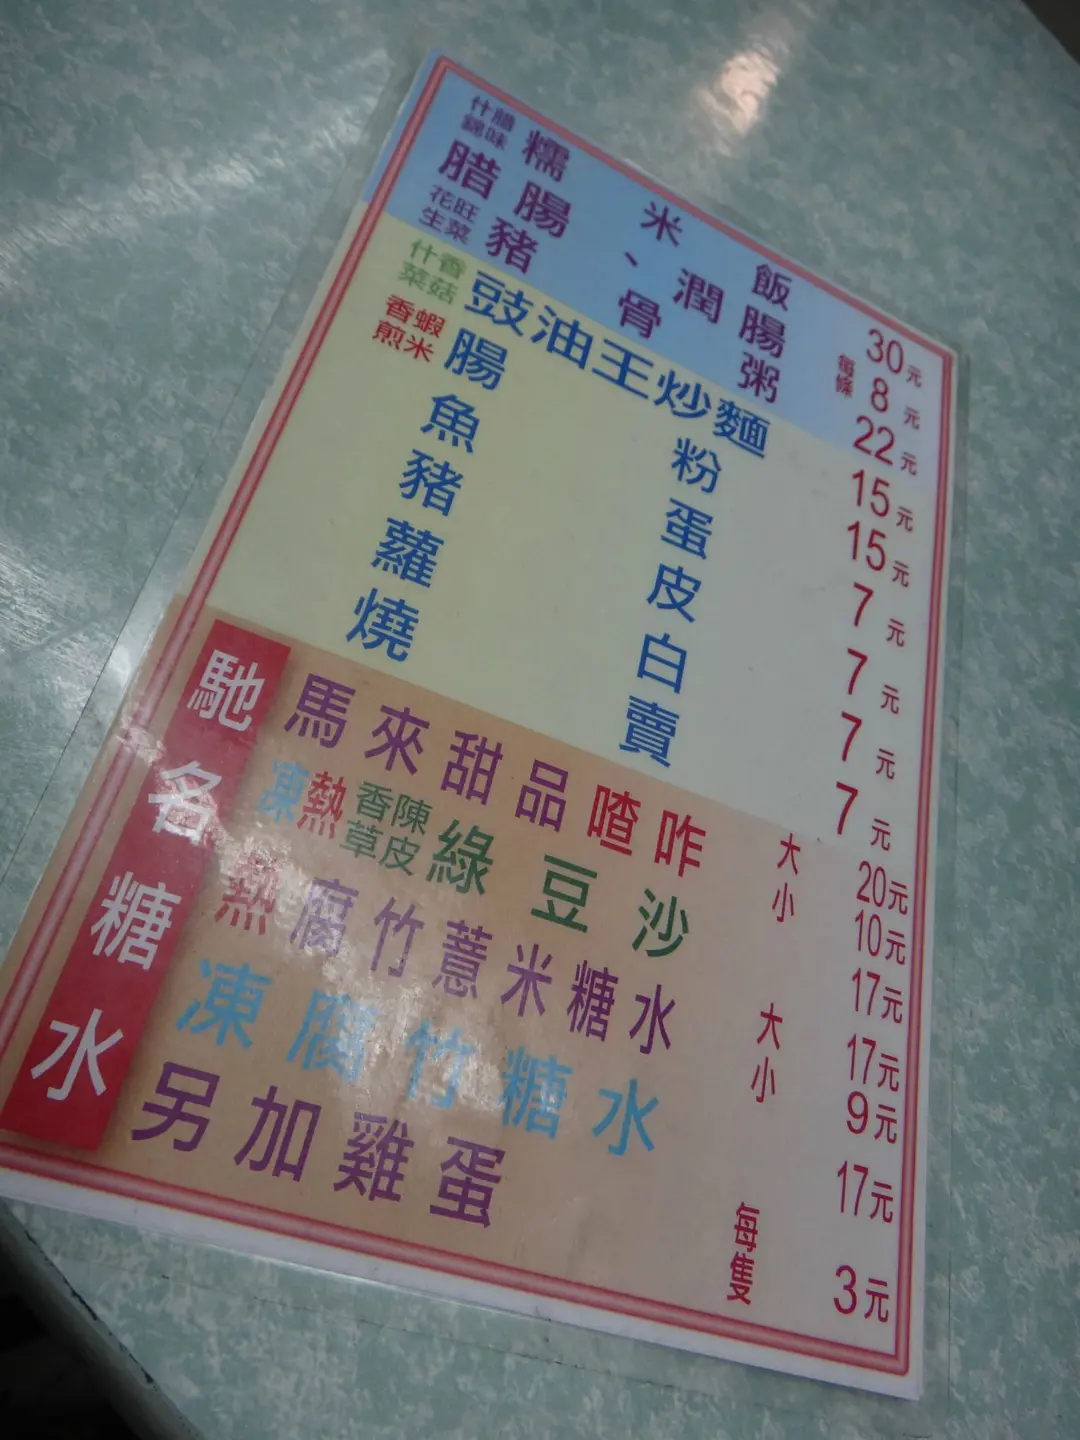 什錦臘味糯米飯 30元
腊腸、潤腸 每條 8元
花生旺菜豬骨粥 22元
什菜香菇豉油王炒麵 15元
香煎蝦米腸粉 15元
魚蛋 7元
豬皮 7元
蘿白 7元
燒賣 7元
馳名糖水
馬來甜品喳咋 大 20元
小 10元
凍熱香草陳皮綠豆沙 17元
熱腐竹薏米糖水 大 17元
小 9元
凍腐竹糖水 17元
另加雞蛋 每隻 3元